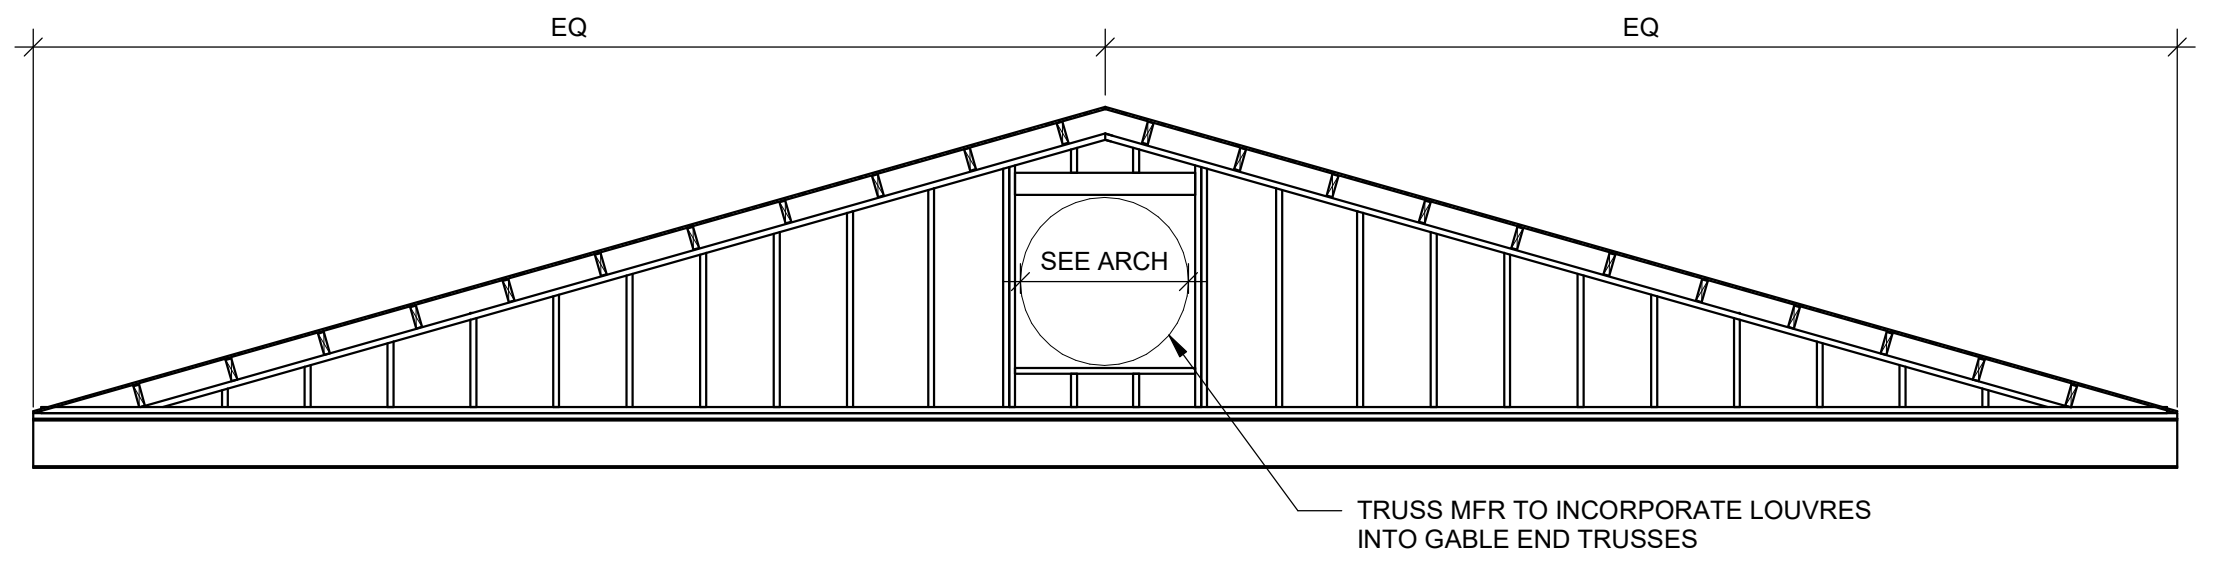 EQ
EQ
SEE ARCH
TRUSS MFR TO INCORPORATE LOUVRES
INTO GABLE END TRUSSES